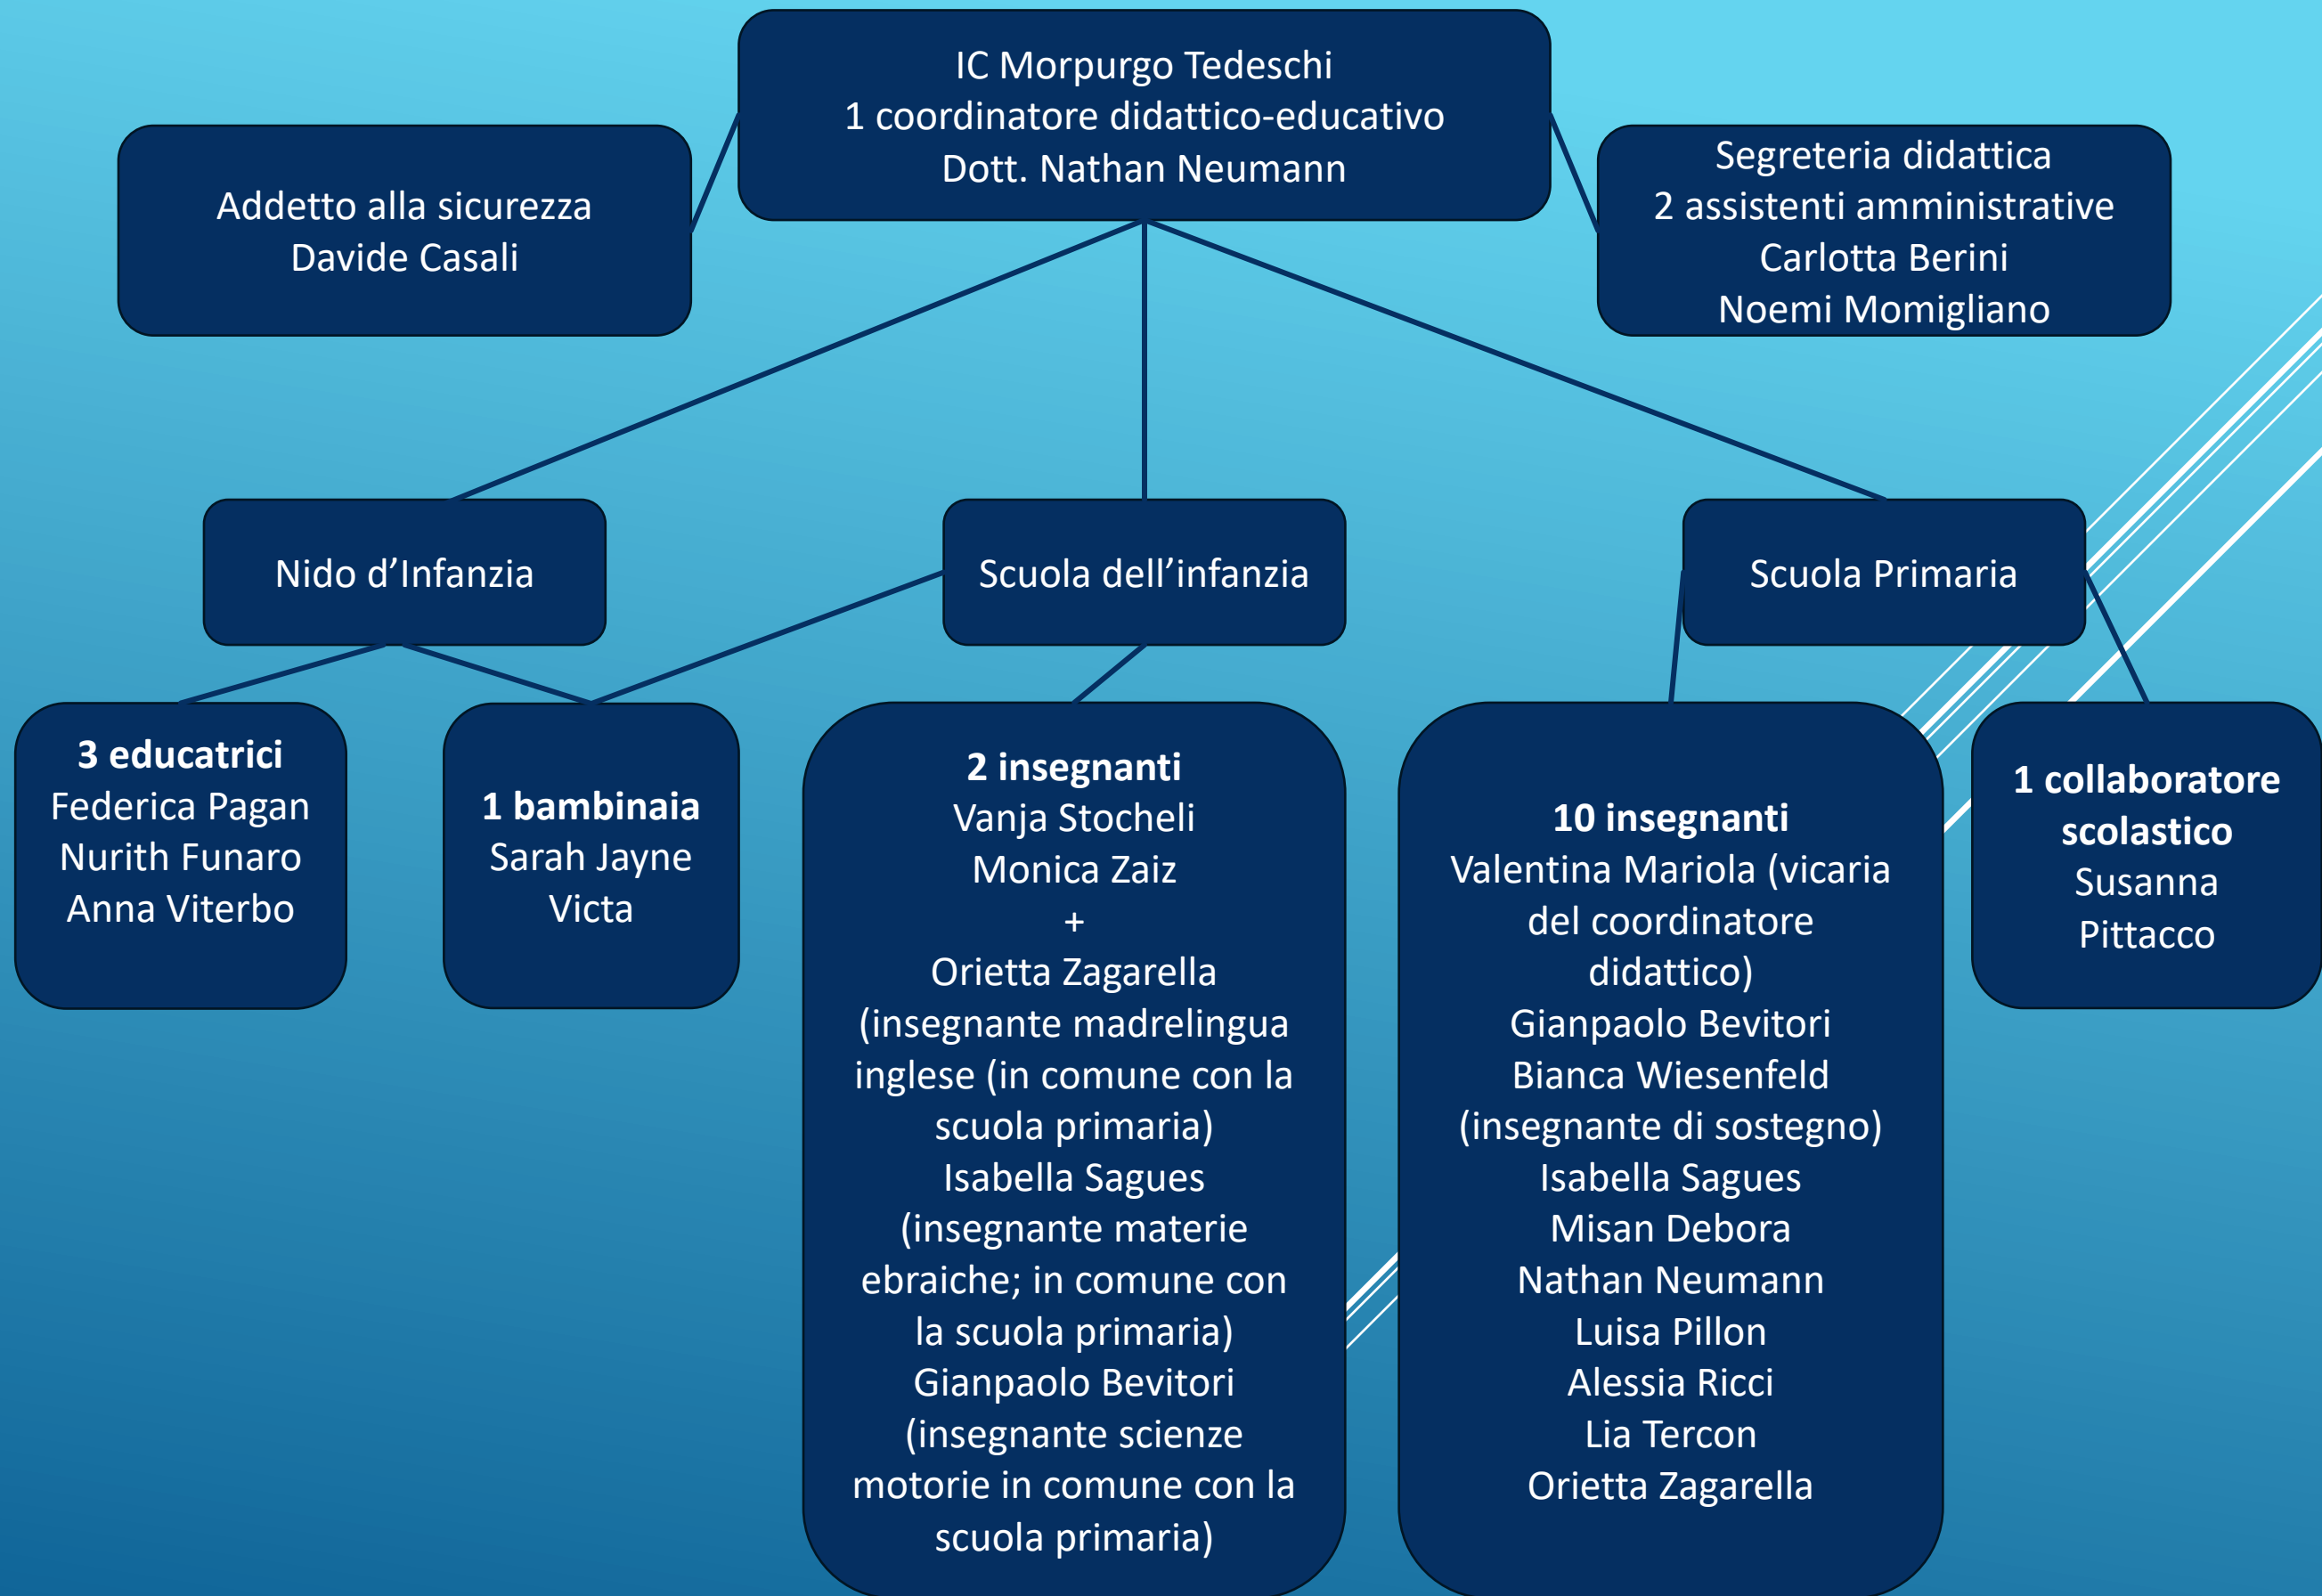 IC Morpurgo Tedeschi
1 coordinatore didattico-educativo
Dott. Nathan Neumann
Addetto alla sicurezza
Davide Casali
Segreteria didattica
2 assistenti amministrative
Carlotta Berini
Noemi Momigliano
Nido d’Infanzia
Scuola dell’infanzia
Scuola Primaria
3 educatrici
Federica Pagan
Nurith Funaro
Anna Viterbo
1 bambinaia
Sarah Jayne
Victa
2 insegnanti
Vanja Stocheli
Monica Zaiz
+
Orietta Zagarella
(insegnante madrelingua
inglese (in comune con la
scuola primaria)
Isabella Sagues
(insegnante materie
ebraiche; in comune con
la scuola primaria)
Gianpaolo Bevitori
(insegnante scienze
motorie in comune con la
scuola primaria)
10 insegnanti
Valentina Mariola (vicaria
del coordinatore
didattico)
Gianpaolo Bevitori
Bianca Wiesenfeld
(insegnante di sostegno)
Isabella Sagues
Misan Debora
Nathan Neumann
Luisa Pillon
Alessia Ricci
Lia Tercon
Orietta Zagarella
1 collaboratore
scolastico
Susanna
Pittacco